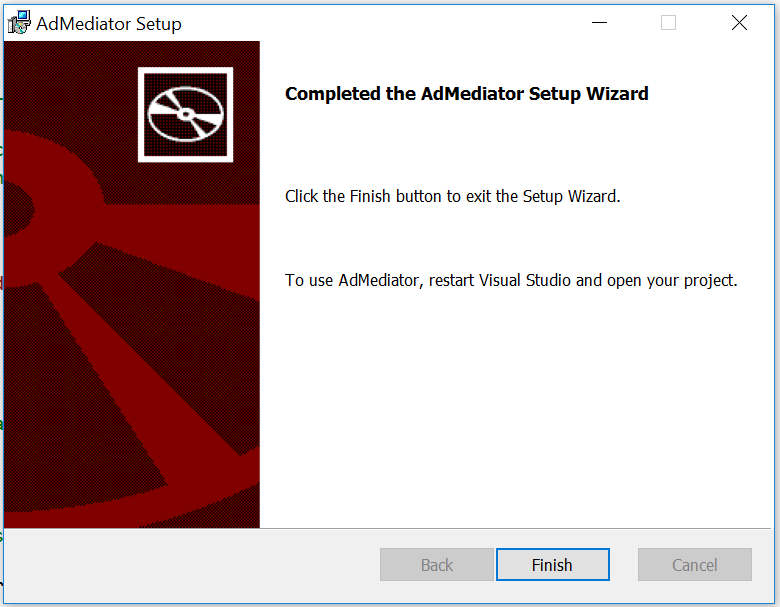 AdMediator Setup
Completed the AdMediator Setup Wizard
Click the Finish button to exit the Setup Wizard.
To use AdMediator, restart Visual Studio and open your project.
Back
Finish
Cancel